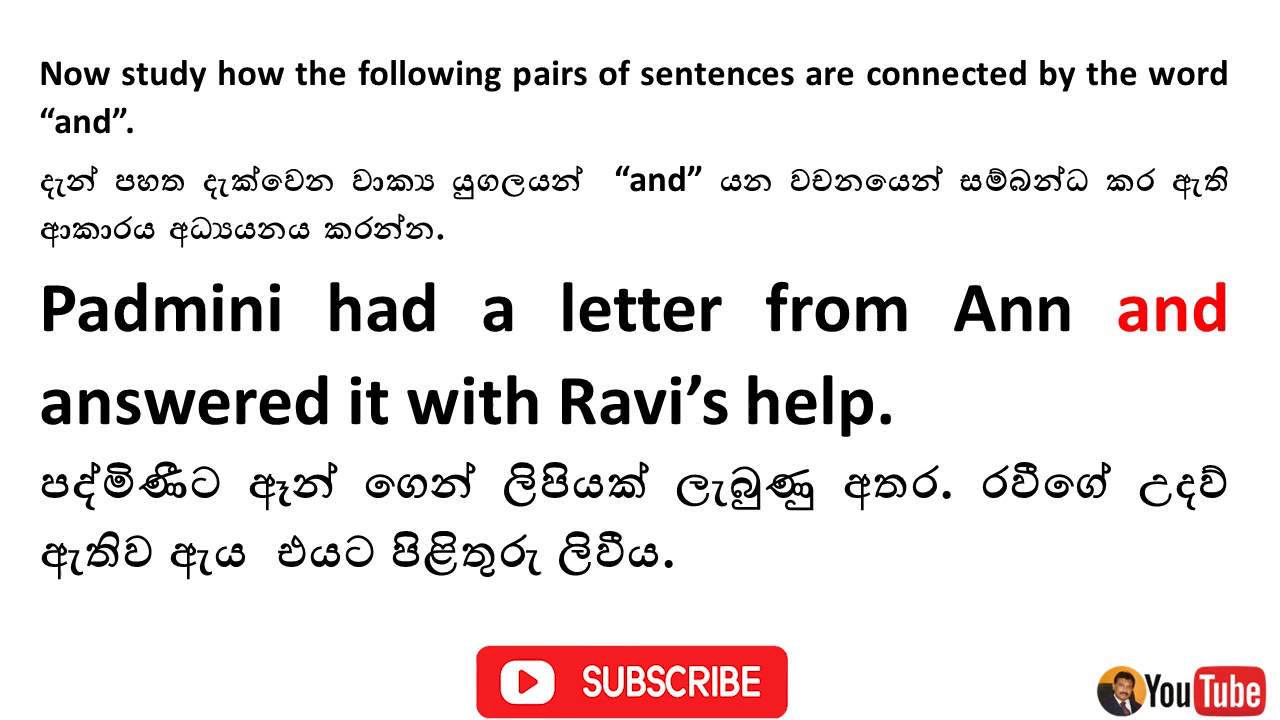 Now study how the following pairs of sentences are connected by the word
“and”.
දැන් පහත දැක්වෙන වාක්‍ය යුගලයන් “and” යන වචනයෙන් සම්බන්ධ කර ඇති
ආකාරය අධ්‍යයනය කරන්න.
Padmini had a letter from Ann and
answered it with Ravi’s help.
පද්මිණීට ඈන් ගෙන් ලිපියක් ලැබුණු අතර. රවීගේ උදව්
ඇතිව ඇය එයට පිළිතුරු ලිවීය.
SUBSCRIBE
YouTube